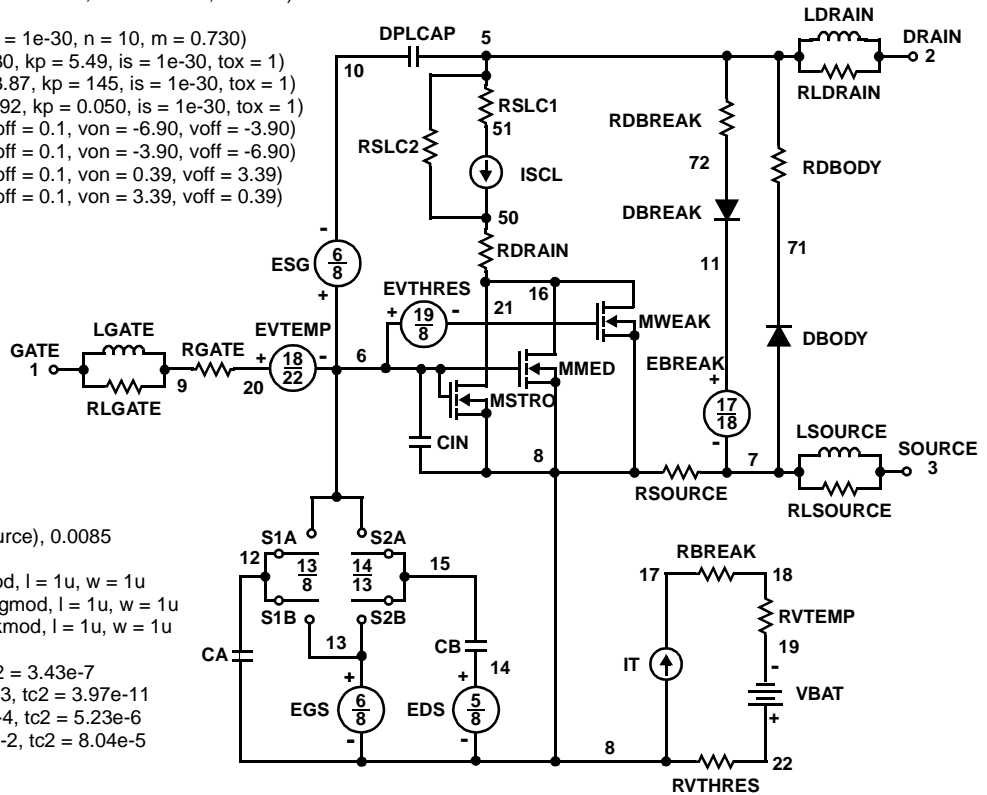 = 1e-30, n = 10, m = 0.730)
30, kp = 5.49, is = 1e-30, tox = 1)
3.87, kp = 145, is = 1e-30, tox = 1)
92, kp = 0.050, is = 1e-30, tox = 1)
voff = 0.1, von = -6.90, voff = -3.90)
voff = 0.1, von = -3.90, voff = -6.90)
voff = 0.1, von = 0.39, voff = 3.39)
voff = 0.1, von = 3.39, voff = 0.39)
DPLCAP
5
10
LDRAIN
DRAIN
2
RLDRAIN
RSLC1
51
RSLC2
ISCL
50
RDRAIN
RDBREAK
72
DBREAK
11
RDBODY
71
DBODY
-
ESG
6
8
+
EVTHRES
+
19
8
-
21
16
MWEAK
MMED
MSTRO
EBREAK
+
17
18
-
GATE
1
LGATE
RLGATE
9
RGATE
20
EVTEMP
+
18
22
-
6
CIN
8
RSOURCE
7
LSOURCE
SOURCE
3
RLSOURCE
urce), 0.0085
od, l = 1u, w = 1u
gmod, l = 1u, w = 1u
kmod, l = 1u, w = 1u
2 = 3.43e-7
3, tc2 = 3.97e-11
-4, tc2 = 5.23e-6
-2, tc2 = 8.04e-5
S1A
S2A
12
13
8
14
13
15
S1B
S2B
13
CA
CB
14
+
EGS
6
8
-
+
EDS
5
8
-
8
RBREAK
17
18
RVTEMP
19
IT
-
VBAT
+
22
RVTHRES